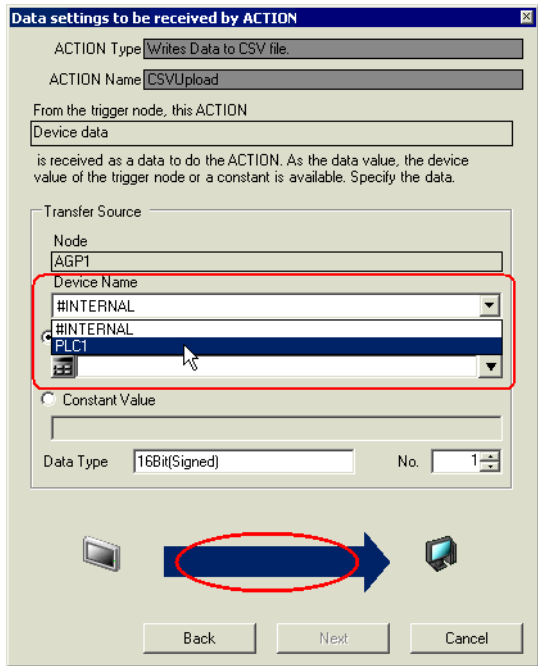 Data settings to be received by ACTION
ACTION Type Writes Data to CSV file.
ACTION Name CSVUpload
From the trigger node, this ACTION
Device data
is received as a data to do the ACTION. As the data value, the device
value of the trigger node or a constant is available. Specify the data.
Transfer Source
Node
AGP1
Device Name
#INTERNAL
#INTERNAL
PLC1
Constant Value
Data Type 16Bit(Signed) No. 1
Back Next Cancel